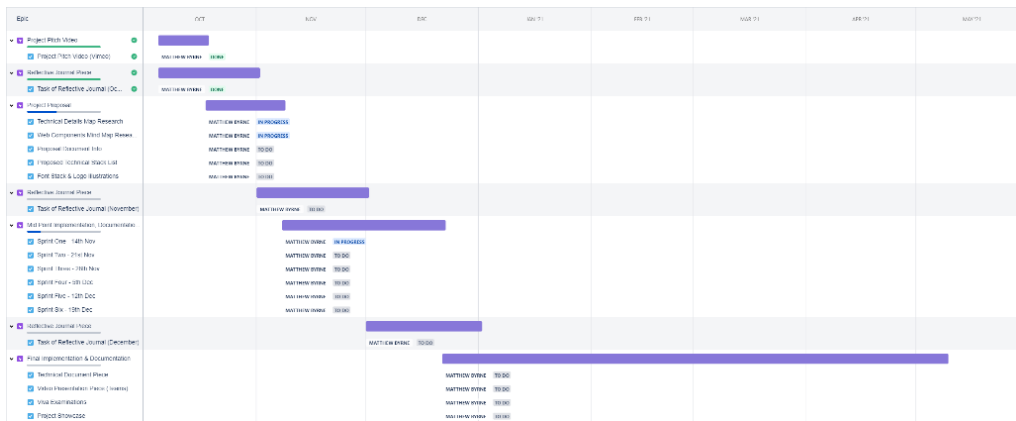 Epic OCT NOV DEC JAN '21 FEB '21 MAR '21 APR '21 MAY '21
Project Pitch Video
Project Pitch Video (Vimeo) MATTHEW BYRNE DONE
Reflective Journal Piece
Task of Reflective Journal (Oc... MATTHEW BYRNE DONE
Project Proposal
Technical Details Map Research MATTHEW BYRNE IN PROGRESS
Web Components Mind Map Resea MATTHEW BYRNE IN PROGRESS
Proposal Document Info MATTHEW BYRNE TO DO
Proposed Technical Stack List MATTHEW BYRNE TO DO
Font Stack & Logo Illustrations MATTHEW BYRNE TO DO
Reflective Journal Piece
Task of Reflective Journal (November) MATTHEW BYRNE TO DO
Mid Point Implementation, Documentatio
Sprint One - 14th Nov MATTHEW BYRNE IN PROGRESS
Sprint Two - 21st Nov MATTHEW BYRNE TO DO
Sprint Three - 28th Nov MATTHEW BYRNE TO DO
Sprint Four - 5th Dec MATTHEW BYRNE TO DO
Sprint Five - 12th Dec MATTHEW BYRNE TO DO
Sprint Six - 19th Dec MATTHEW BYRNE TO DO
Reflective Journal Piece
Task of Reflective Journal (December) MATTHEW BYRNE TO DO
Final Implementation & Documentation
Technical Document Piece MATTHEW BYRNE TO DO
Video Presentation Piece (Teams) MATTHEW BYRNE TO DO
Viva Examinations MATTHEW BYRNE TO DO
Project Showcase MATTHEW BYRNE TO DO